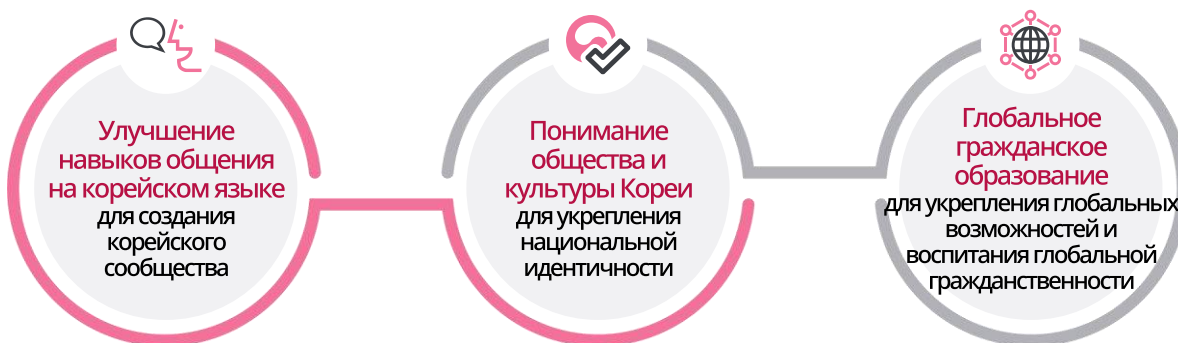 Улучшение
навыков общения
на корейском языке
для создания
корейского
сообщества
Понимание
общества и
культуры Кореи
для укрепления
национальной
идентичности
Глобальное
гражданское
образование
для укрепления глобальных
возможностей и
воспитания глобальной
гражданственности